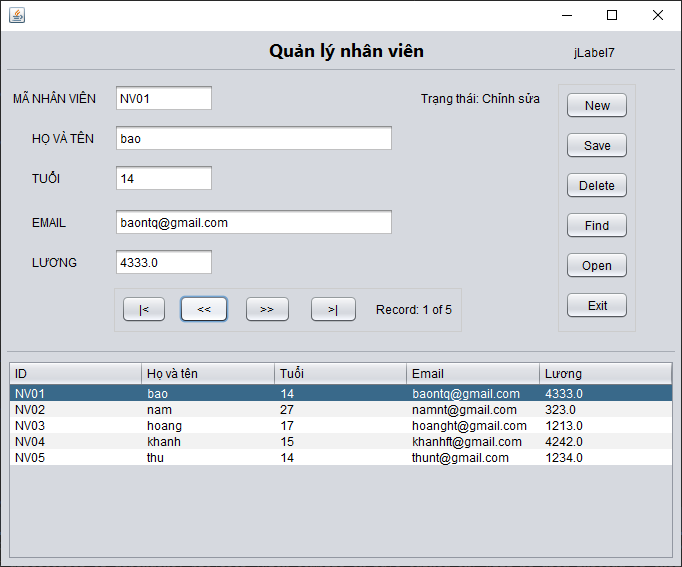 Quản lý nhân viên
jLabel7
MÃ NHÂN VIÊN NV01 Trạng thái: Chỉnh sửa New
HỌ VÀ TÊN bao Save
TUỔI 14 Delete
EMAIL baontq@gmail.com Find
LƯƠNG 4333.0 Open
|< << >> >| Record: 1 of 5 Exit
ID Họ và tên Tuổi Email Lương
NV01 bao 14 baontq@gmail.com 4333.0
NV02 nam 27 namnt@gmail.com 323.0
NV03 hoang 17 hoanght@gmail.com 1213.0
NV04 khanh 15 khanhft@gmail.com 4242.0
NV05 thu 14 thunt@gmail.com 1234.0